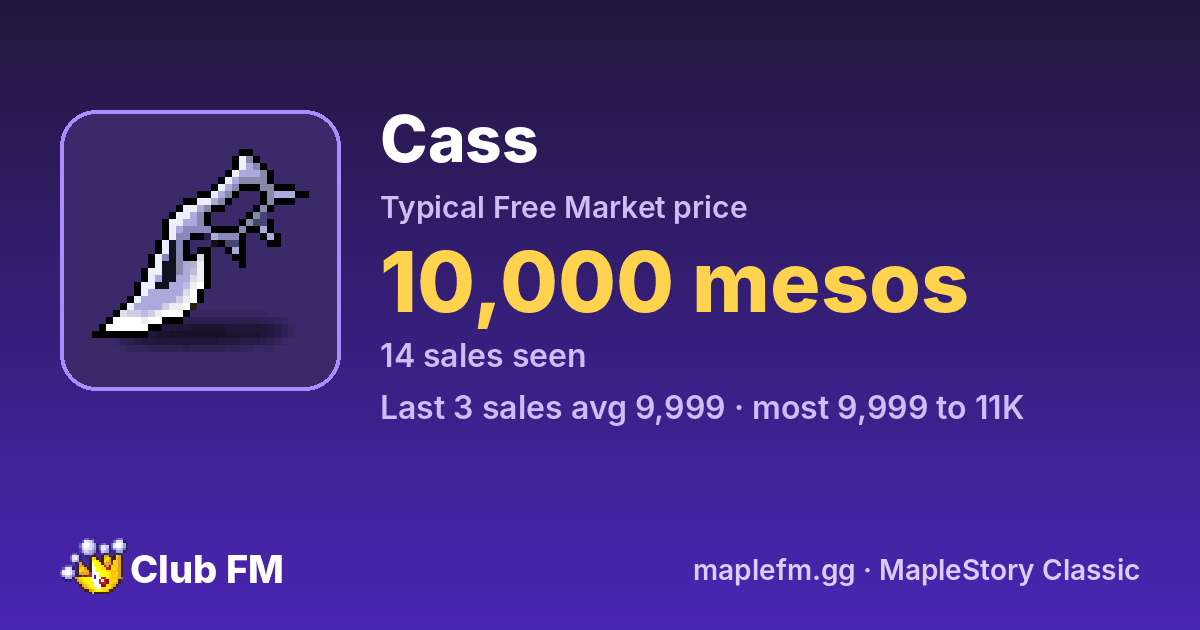 Cass
Typical Free Market price
10,000 mesos
14 sales seen
Last 3 sales avg 9,999 · most 9,999 to 11K
Club FM
maplefm.gg · MapleStory Classic